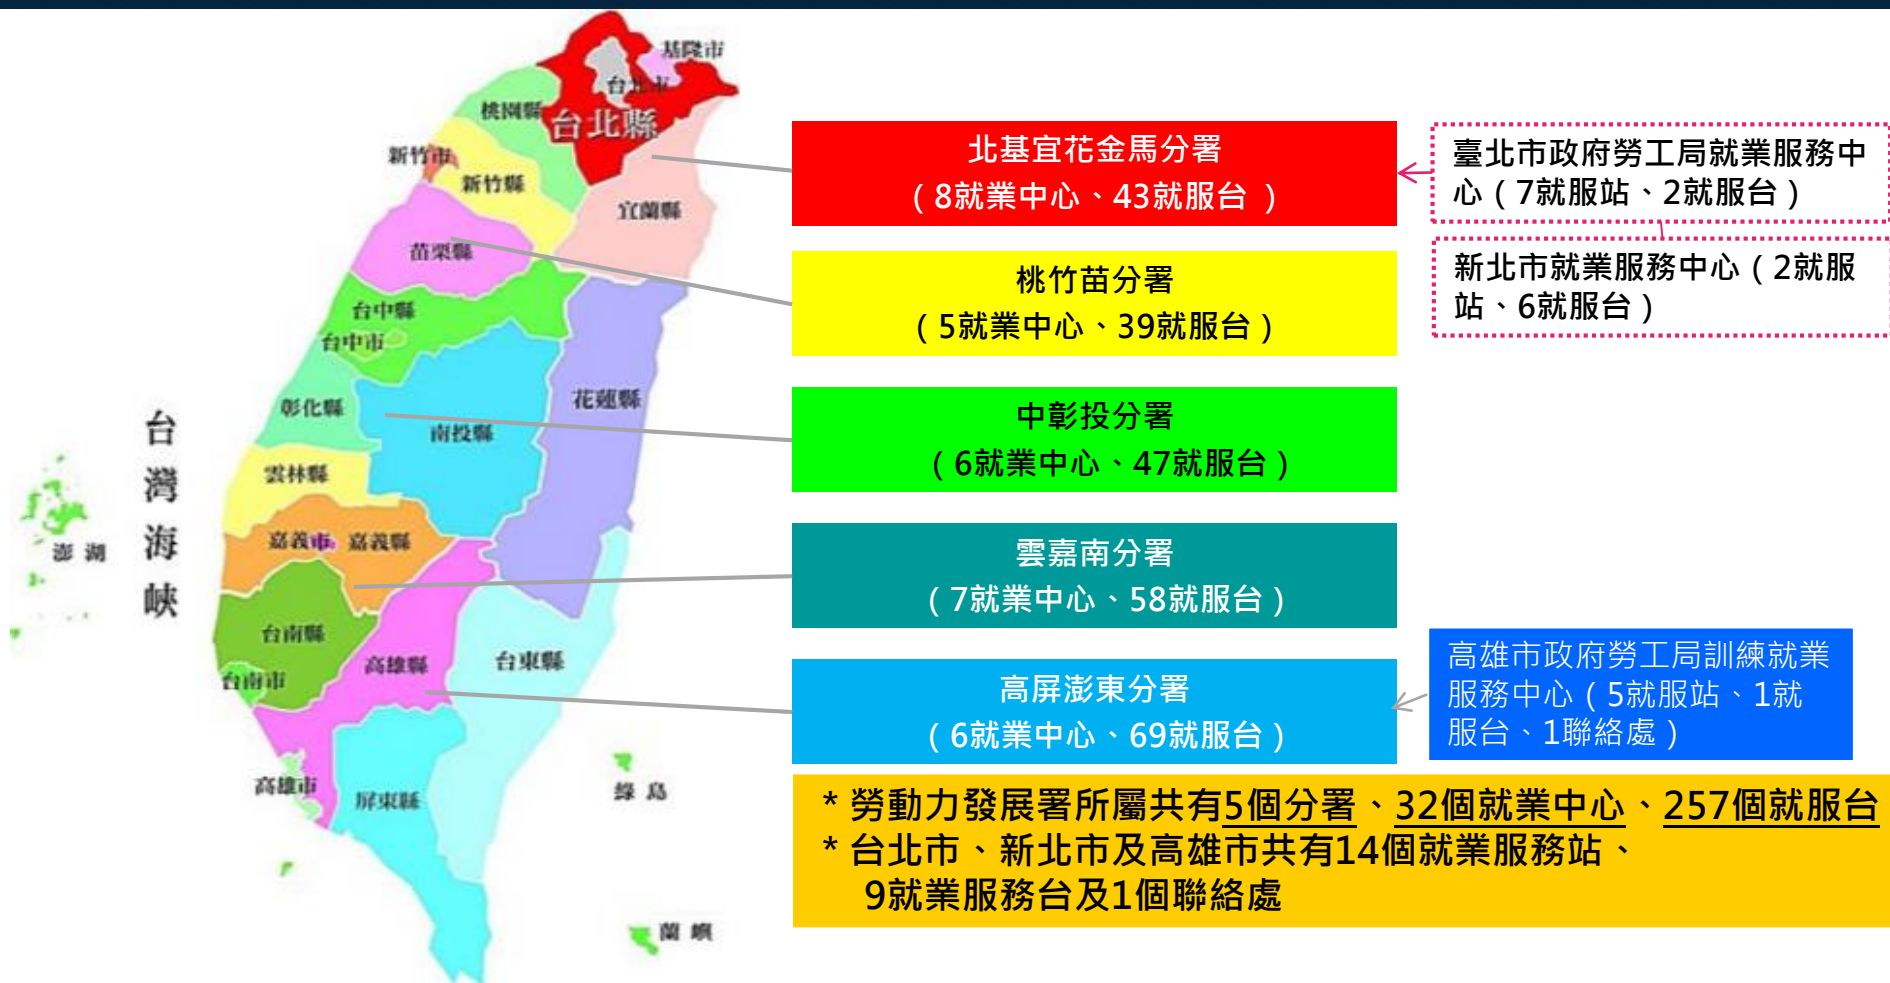 基隆市
台北市
桃園縣
台北縣
新竹市
新竹縣
宜蘭縣
苗栗縣
台中縣
台中市
彰化縣
南投縣
花蓮縣
雲林縣
嘉義市
嘉義縣
澎湖
台灣海峽
台南縣
台南市
高雄縣
台東縣
高雄市
屏東縣
綠島
蘭嶼
北基宜花金馬分署
(8就業中心、43就服台 )
桃竹苗分署
(5就業中心、39就服台)
中彰投分署
(6就業中心、47就服台)
雲嘉南分署
(7就業中心、58就服台)
高屏澎東分署
(6就業中心、69就服台)
臺北市政府勞工局就業服務中
心(7就服站、2就服台)
新北市就業服務中心(2就服
站、6就服台)
高雄市政府勞工局訓練就業
服務中心(5就服站、1就
服台、1聯絡處)
* 勞動力發展署所屬共有5個分署、32個就業中心、257個就服台
* 台北市、新北市及高雄市共有14個就業服務站、
9就業服務台及1個聯絡處